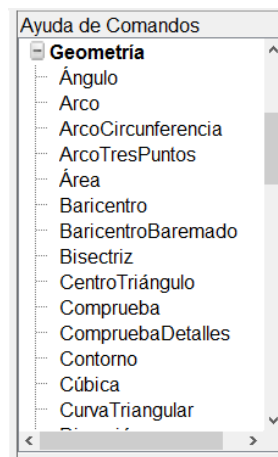 Ayuda de Comandos
Geometría
Ángulo
Arco
ArcoCircunferencia
ArcoTresPuntos
Área
Baricentro
BaricentroBaremado
Bisectriz
CentroTriángulo
Comprueba
CompruebaDetalles
Contorno
Cúbica
CurvaTriangular